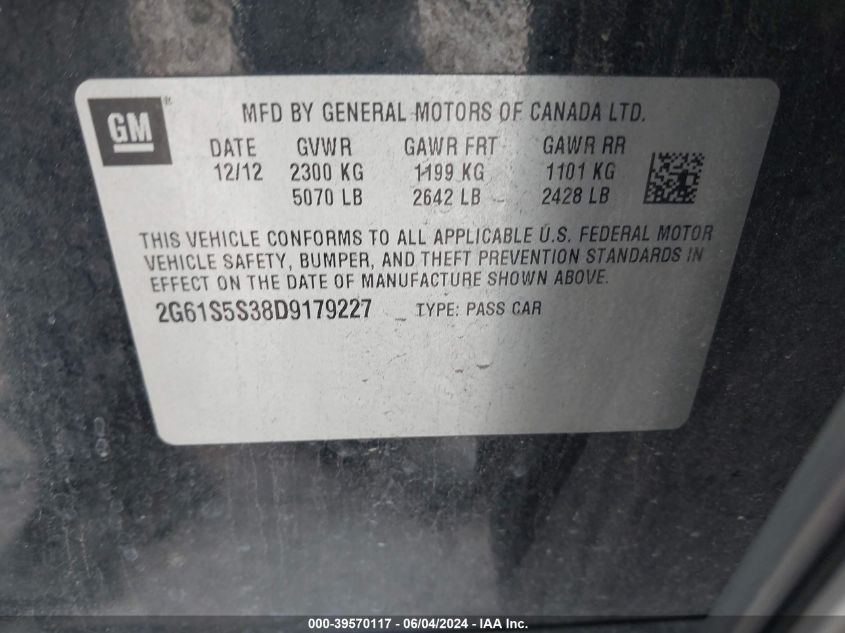 GM ®
MFD BY GENERAL MOTORS OF CANADA LTD.
DATE GVWR GAWR FRT GAWR RR
12/12 2300 KG 1199 KG 1101 KG
5070 LB 2642 LB 2428 LB
THIS VEHICLE CONFORMS TO ALL APPLICABLE U.S. FEDERAL MOTOR
VEHICLE SAFETY, BUMPER, AND THEFT PREVENTION STANDARDS IN
EFFECT ON THE DATE OF MANUFACTURE SHOWN ABOVE.
2G61S5S38D9179227 TYPE: PASS CAR
000-39570117 - 06/04/2024 - IAA Inc.